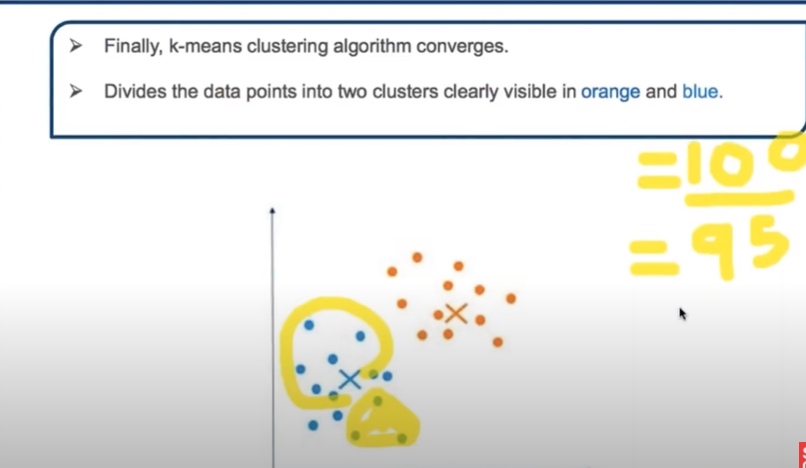 ➤ Finally, k-means clustering algorithm converges.
➤ Divides the data points into two clusters clearly visible in orange and blue.
=100
=95